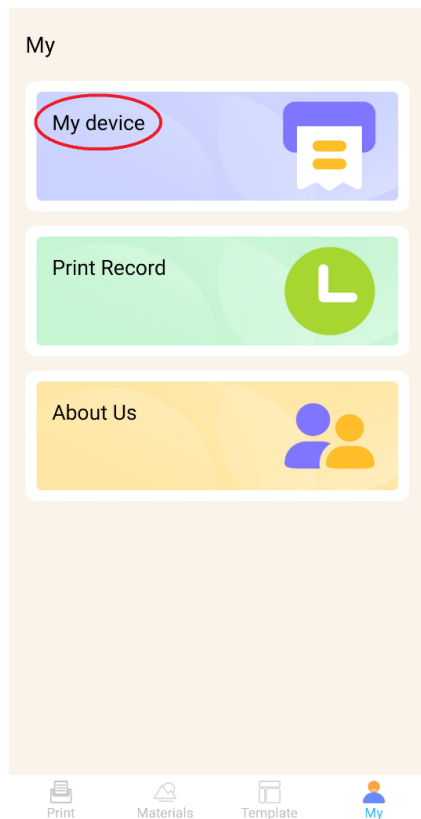 My
My device
Print Record
About Us
Print
Materials
Template
My